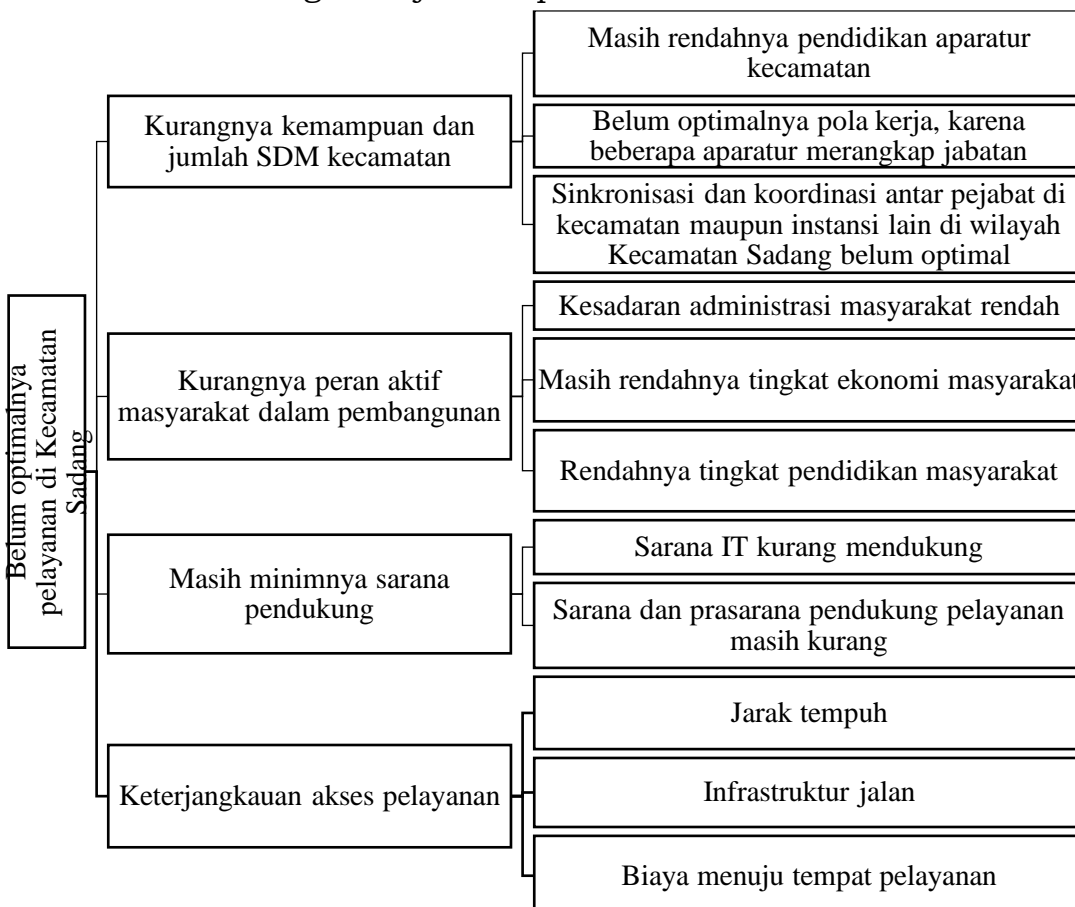 Masih rendahnya pendidikan aparatur
kecamatan
Kurangnya kemampuan dan
jumlah SDM kecamatan
Belum optimalnya pola kerja, karena
beberapa aparatur merangkap jabatan
Sinkronisasi dan koordinasi antar pejabat di
kecamatan maupun instansi lain di wilayah
Kecamatan Sadang belum optimal
Belum optimalnya
pelayanan di Kecamatan
Sadang
Kurangnya peran aktif
masyarakat dalam pembangunan
Kesadaran administrasi masyarakat rendah
Masih rendahnya tingkat ekonomi masyarakat
Rendahnya tingkat pendidikan masyarakat
Masih minimnya sarana
pendukung
Sarana IT kurang mendukung
Sarana dan prasarana pendukung pelayanan
masih kurang
Keterjangkauan akses pelayanan
Jarak tempuh
Infrastruktur jalan
Biaya menuju tempat pelayanan